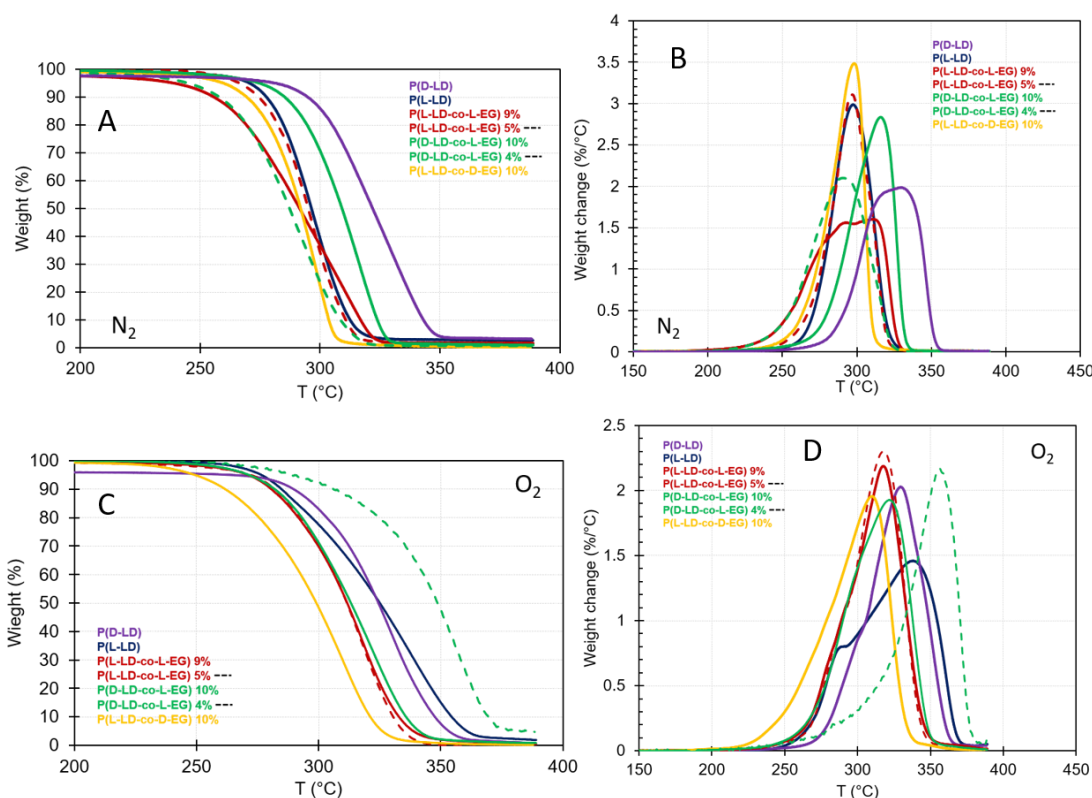 A
N2
Weight (%)
100
90
80
70
60
50
40
30
20
10
0
200
250
300
350
400
T (°C)
P(D-LD)
P(L-LD)
P(L-LD-co-L-EG) 9%
P(L-LD-co-L-EG) 5% ----
P(D-LD-co-L-EG) 10%
P(D-LD-co-L-EG) 4% ----
P(L-LD-co-D-EG) 10%
B
N2
Weight change (%/°C)
4
3.5
3
2.5
2
1.5
1
0.5
0
150
200
250
300
350
400
450
T (°C)
P(D-LD)
P(L-LD)
P(L-LD-co-L-EG) 9%
P(L-LD-co-L-EG) 5% ----
P(D-LD-co-L-EG) 10%
P(D-LD-co-L-EG) 4% ----
P(L-LD-co-D-EG) 10%
C
O2
Wieght (%)
100
90
80
70
60
50
40
30
20
10
0
200
250
300
350
400
T (°C)
P(D-LD)
P(L-LD)
P(L-LD-co-L-EG) 9%
P(L-LD-co-L-EG) 5% ----
P(D-LD-co-L-EG) 10%
P(D-LD-co-L-EG) 4% ----
P(L-LD-co-D-EG) 10%
D
O2
Weight change (%/°C)
2.5
2
1.5
1
0.5
0
150
200
250
300
350
400
450
T (°C)
P(D-LD)
P(L-LD)
P(L-LD-co-L-EG) 9%
P(L-LD-co-L-EG) 5% ----
P(D-LD-co-L-EG) 10%
P(D-LD-co-L-EG) 4% ----
P(L-LD-co-D-EG) 10%